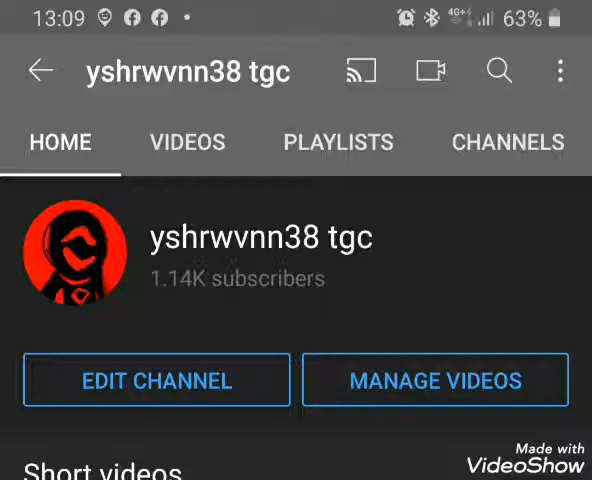 13:09 4G+ 63%
yshrwvnn38 tgc
HOME VIDEOS PLAYLISTS CHANNELS
yshrwvnn38 tgc
1.14K subscribers
EDIT CHANNEL MANAGE VIDEOS
Short videos
Made with
VideoShow